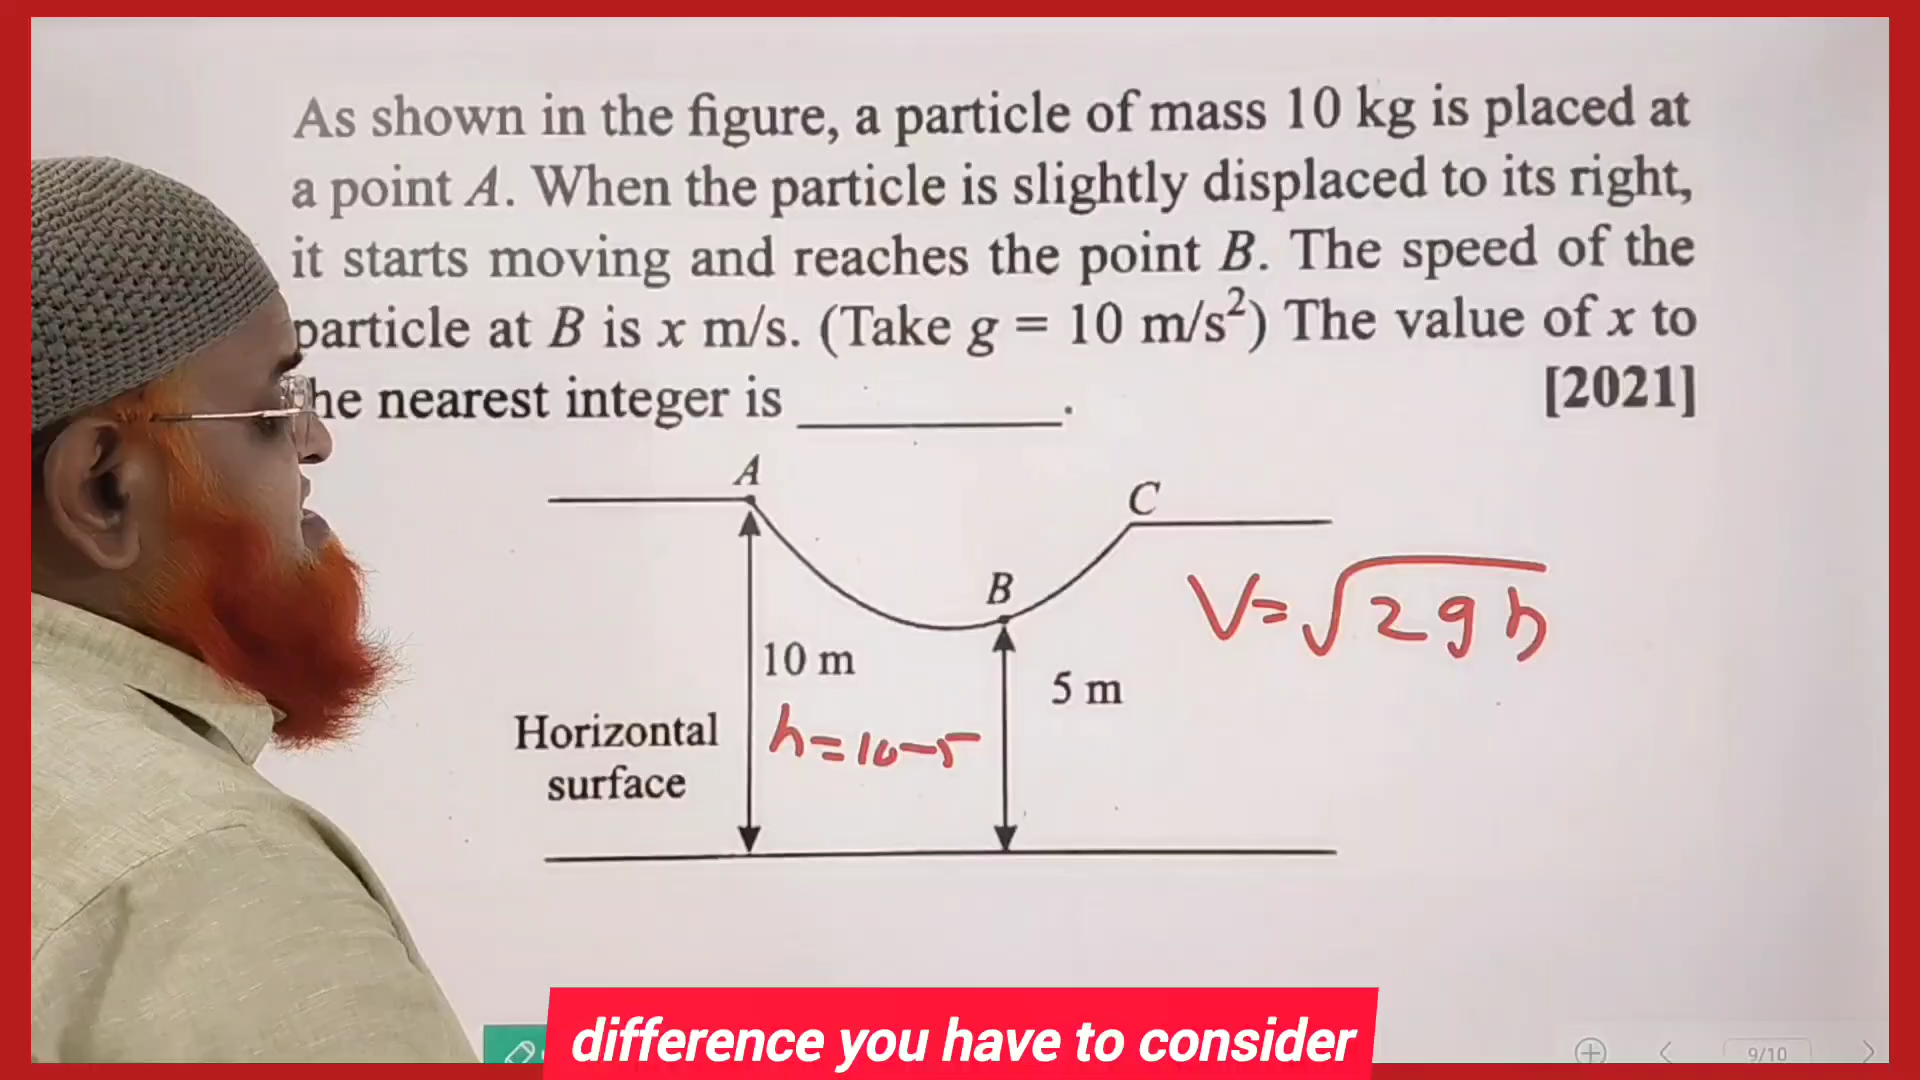 As shown in the figure, a particle of mass 10 kg is placed at
a point A. When the particle is slightly displaced to its right,
it starts moving and reaches the point B. The speed of the
particle at B is x m/s. (Take g = 10 m/s²) The value of x to
he nearest integer is __________.
[2021]
A
C
B
V=√2gh
10 m
5 m
Horizontal
surface
h=10-5
difference you have to consider
9/10